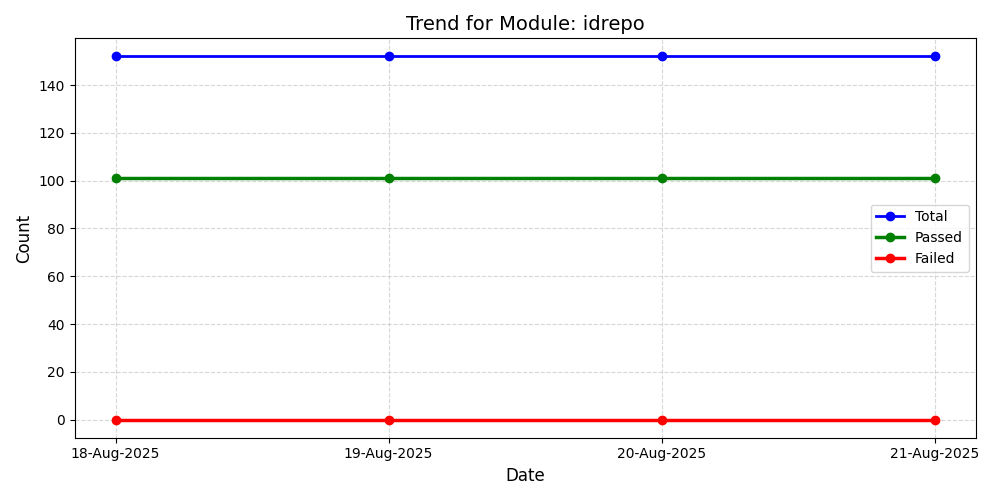 Trend for Module: idrepo
Count
140
120
100
80
60
40
20
0
Total
Passed
Failed
18-Aug-2025
19-Aug-2025
20-Aug-2025
21-Aug-2025
Date